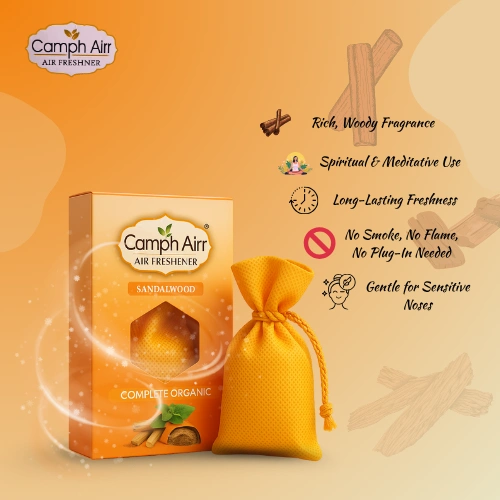 Camph Airr
AIR FRESHNER
Rich, Woody Fragrance
Spiritual & Meditative Use
Long-Lasting Freshness
No Smoke, No Flame,
No Plug-In Needed
Gentle for Sensitive
Noses
Camph Airr®
AIR FRESHENER
SANDALWOOD
COMPLETE ORGANIC